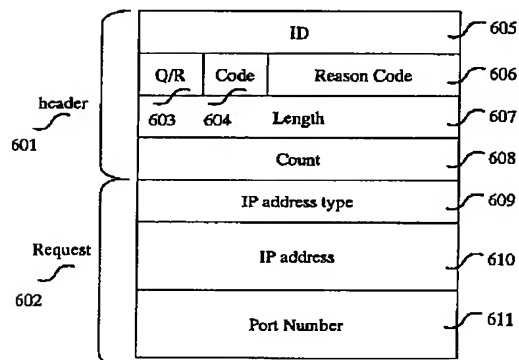 ID
605
Q/R
Code
Reason Code
606
header
603
604
Length
607
601
Count
608
IP address type
609
Request
IP address
610
602
Port Number
611